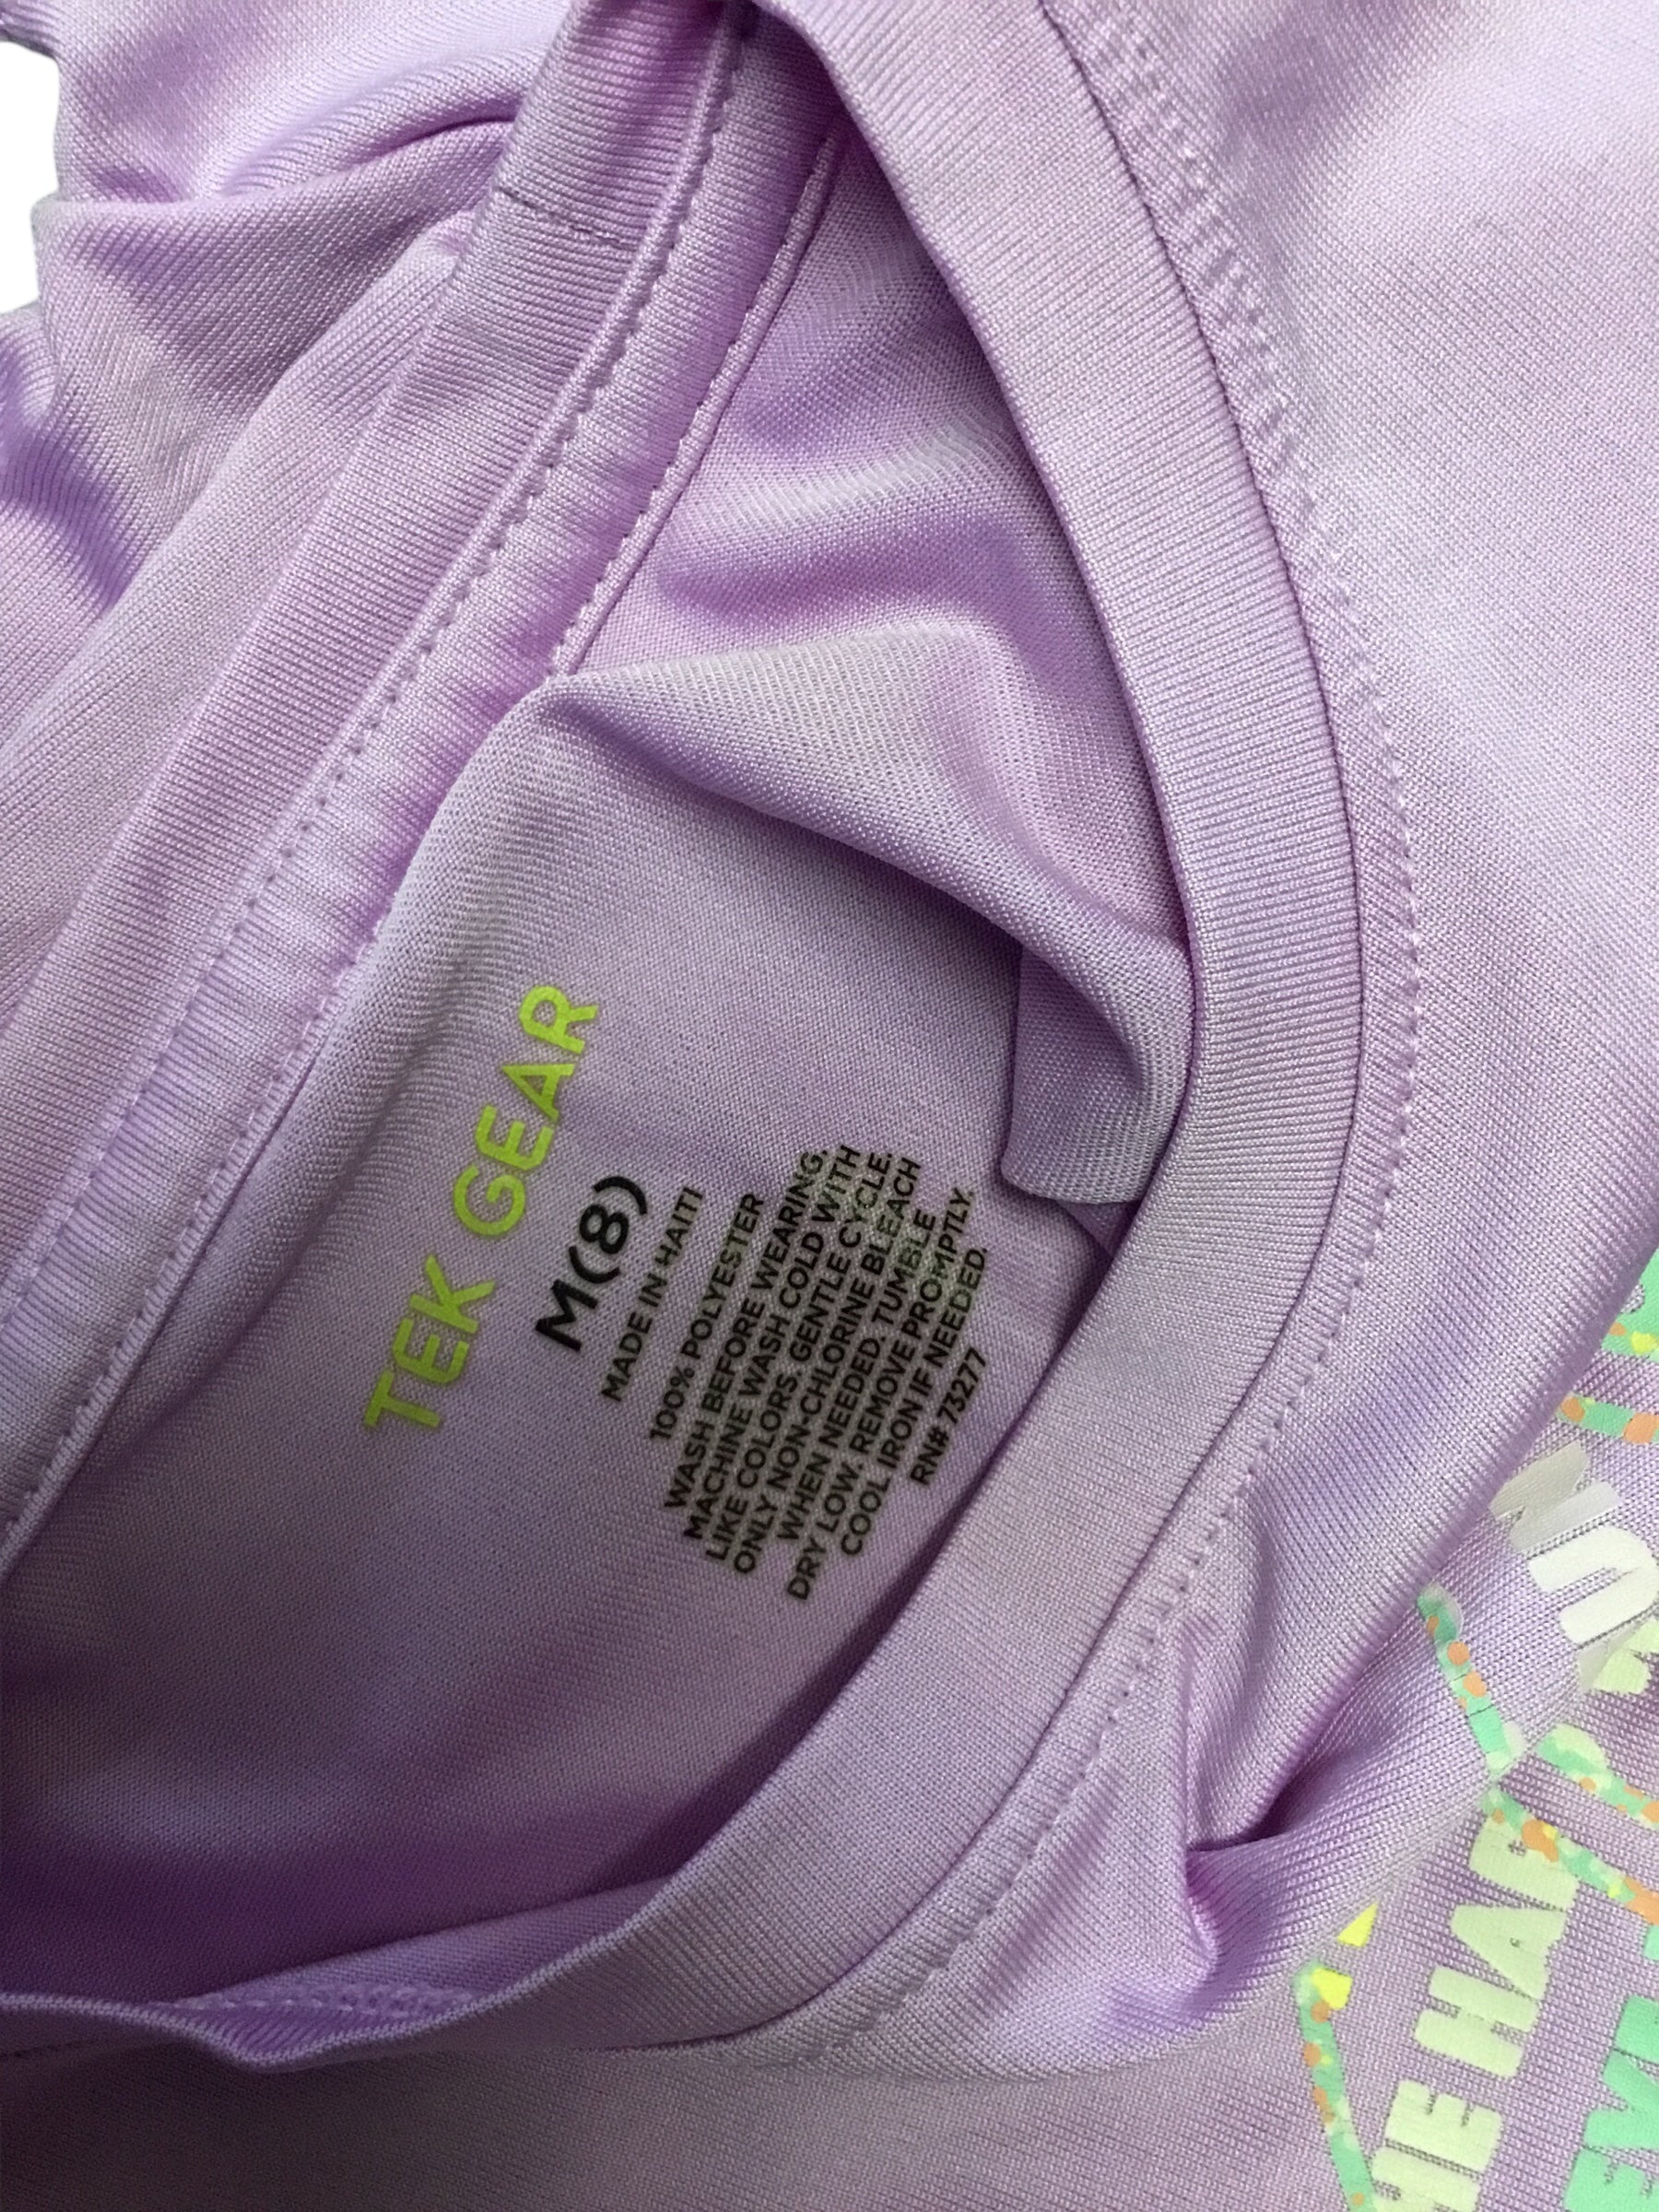 TEK GEAR
M(8)
MADE IN HAITI
100% POLYESTER
WASH BEFORE WEARING.
MACHINE WASH COLD WITH
LIKE COLORS. GENTLE CYCLE.
ONLY NON-CHLORINE BLEACH
WHEN NEEDED. TUMBLE
DRY LOW. REMOVE PROMPTLY.
COOL IRON IF NEEDED.
RN# 73277